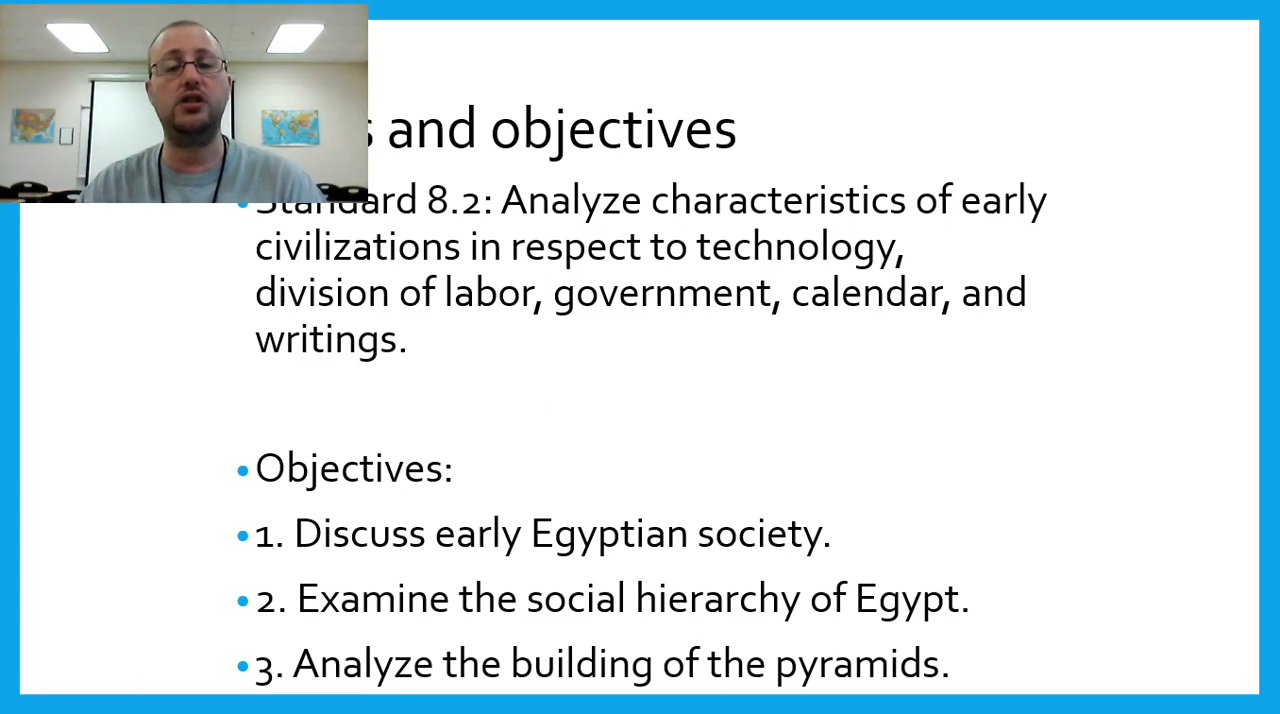 and objectives
• Standard 8.2: Analyze characteristics of early
civilizations in respect to technology,
division of labor, government, calendar, and
writings.
• Objectives:
• 1. Discuss early Egyptian society.
• 2. Examine the social hierarchy of Egypt.
• 3. Analyze the building of the pyramids.